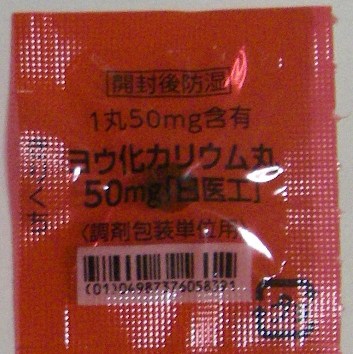 開封後防湿
1丸50mg含有
ヨウ化カリウム丸
50mg「日医工」
〈調剤包装単位用〉